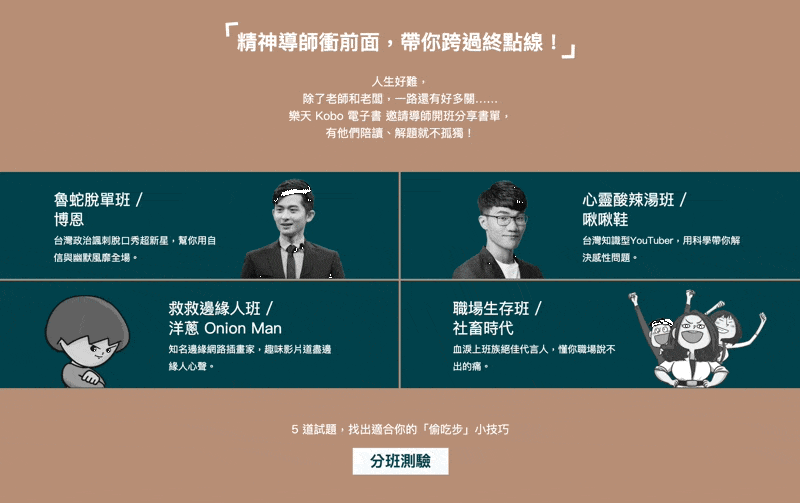 「精神導師衝前面，帶你跨過終點線！」
人生好難，
除了老師和老闆，一路還有好多關……
樂天 Kobo 電子書 邀請導師開班分享書單，
有他們陪讀、解題就不孤獨！
魯蛇脫單班 /
博恩
台灣政治諷刺脫口秀超新星，幫你用自
信與幽默風靡全場。
心靈酸辣湯班 /
啾啾鞋
台灣知識型YouTuber，用科學帶你解
決感性問題。
救救邊緣人班 /
洋蔥 Onion Man
知名邊緣網路插畫家，趣味影片道盡邊
緣人心聲。
職場生存班 /
社畜時代
血淚上班族絕佳代言人，懂你職場說不
出的痛。
5 道試題，找出適合你的「偷吃步」小技巧
分班測驗